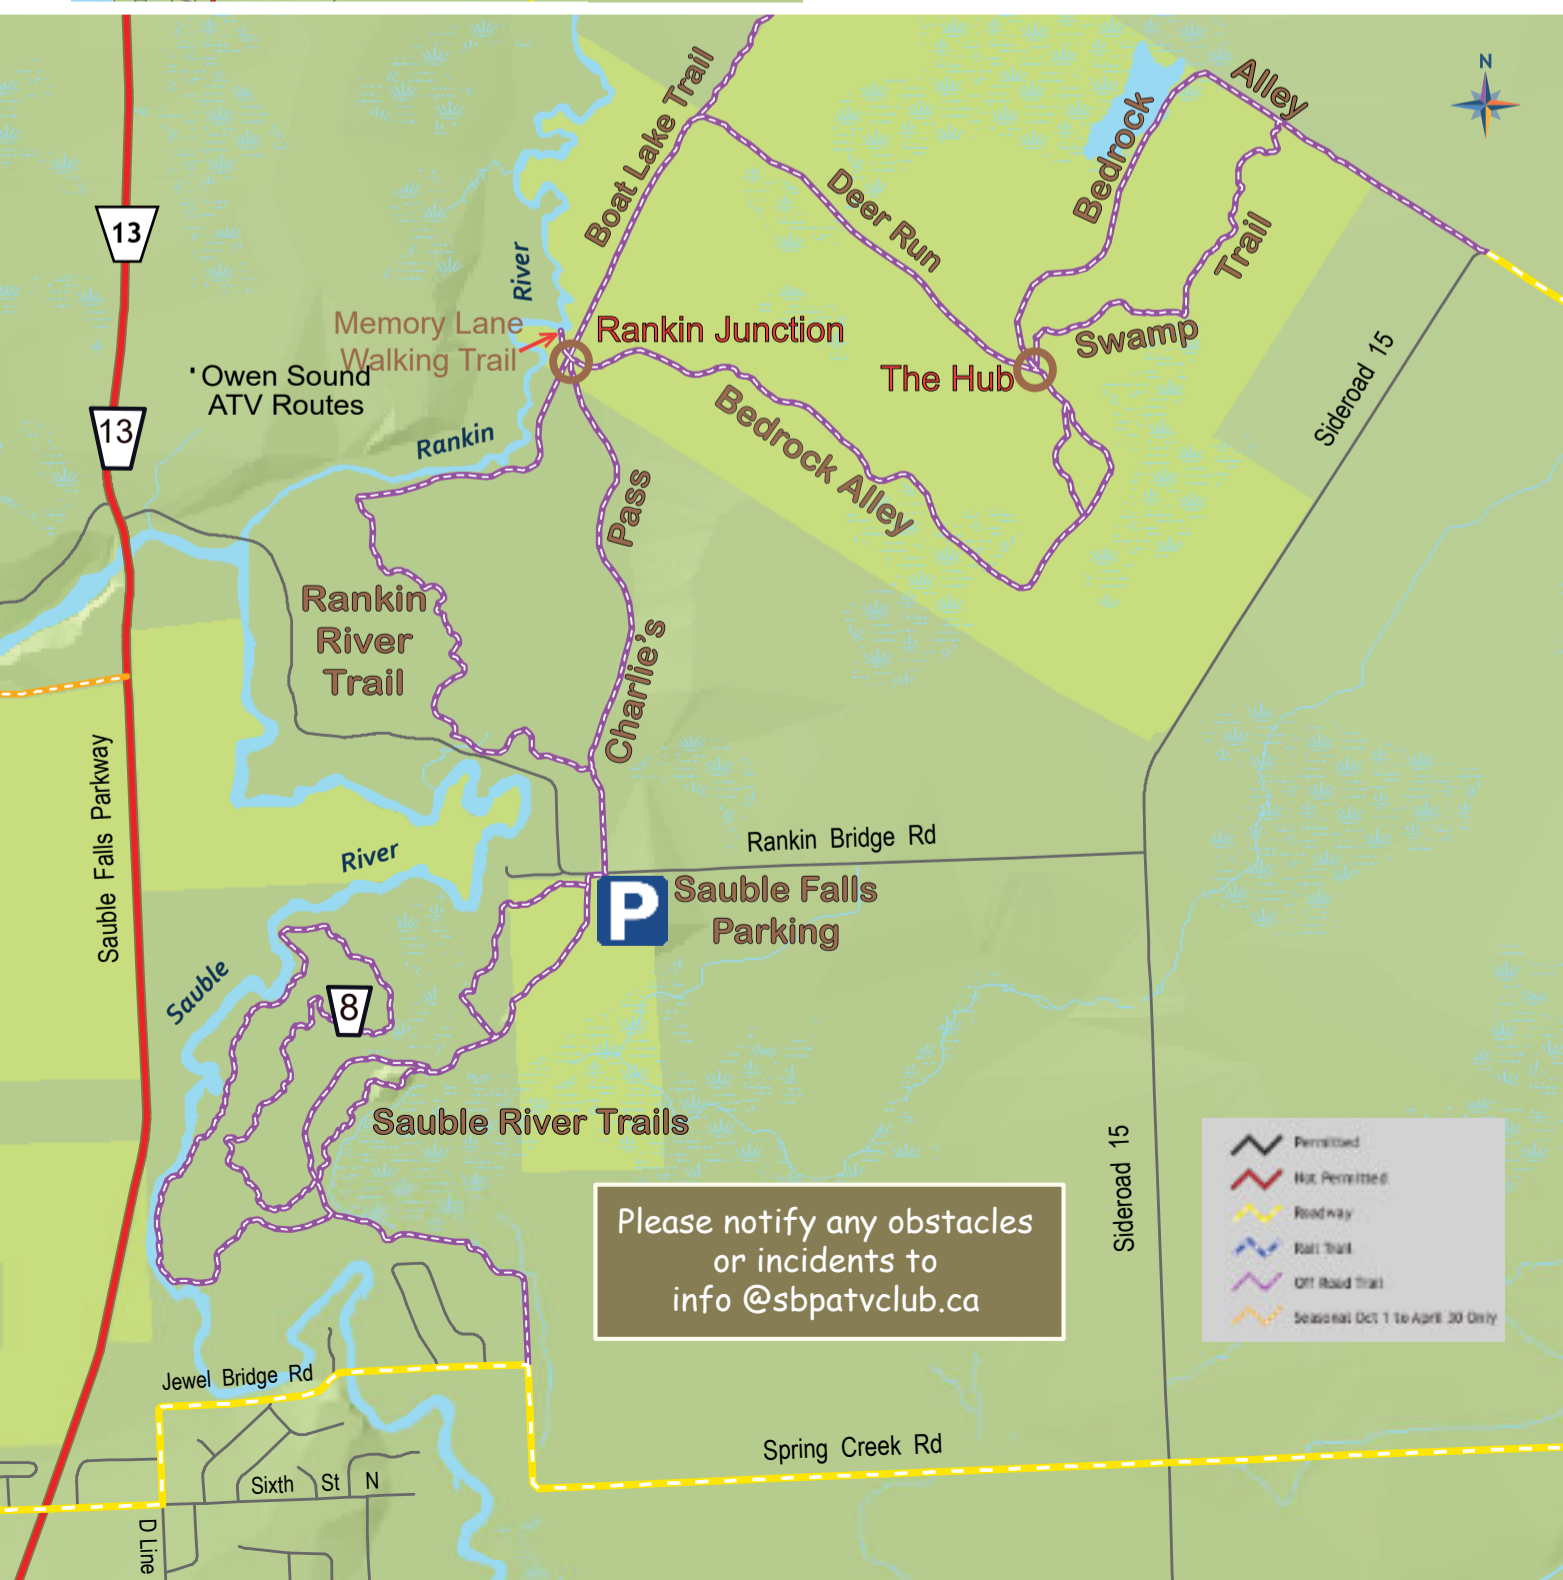 N
Alley
Boat Lake Trail
Bedrock
Deer Run
Trail
13
River
Memory Lane
Walking Trail
Rankin Junction
Swamp
The Hub
Owen Sound
ATV Routes
Sideroad 15
13
Rankin
Bedrock Alley
Pass
Rankin
River
Trail
Charlie's
Sauble Falls Parkway
Rankin Bridge Rd
River
P
Sauble Falls
Parking
Sauble
8
Sauble River Trails
Sideroad 15
Permitted
Not Permitted
Roadway
Rail Trail
Off Road Trail
Seasonal Oct 1 to April 30 Only
Please notify any obstacles
or incidents to
info @sbpatvclub.ca
Jewel Bridge Rd
Spring Creek Rd
Sixth St N
D Line